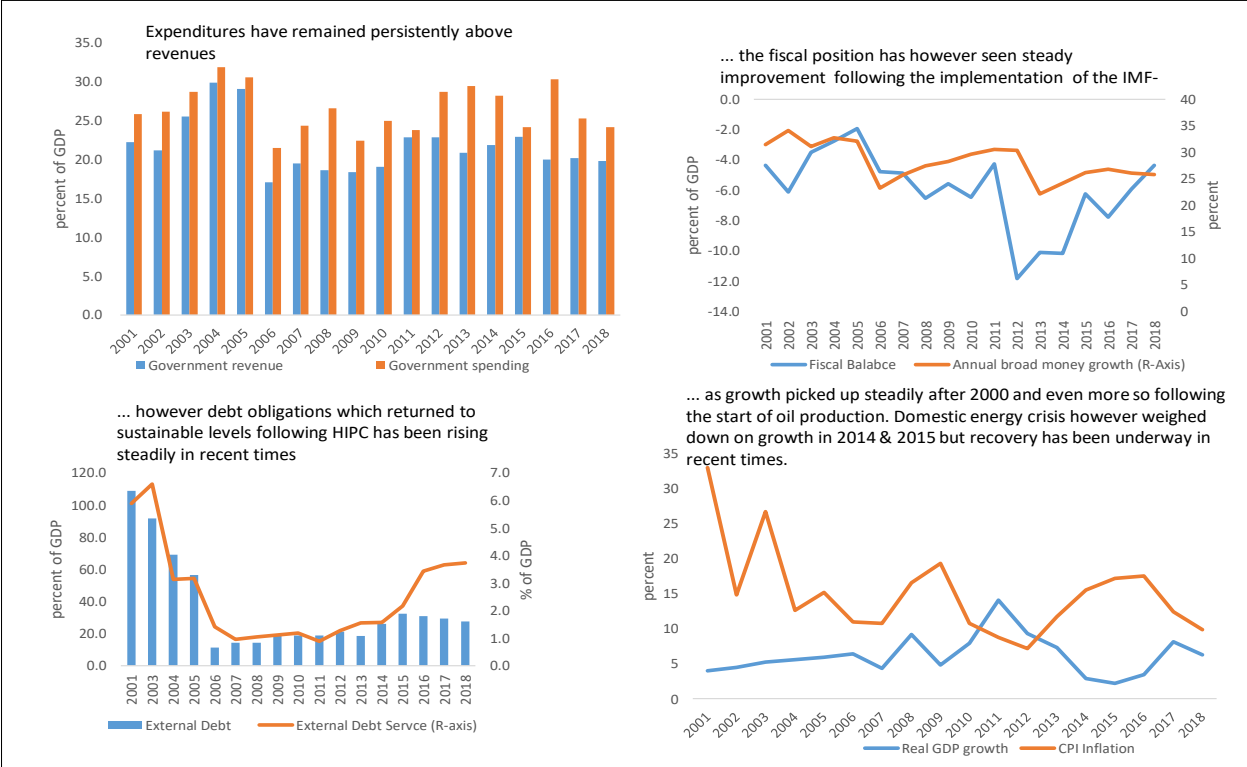 Expenditures have remained persistently above
revenues
35.0
30.0
25.0
20.0
15.0
10.0
5.0
0.0
percent of GDP
2001 2002 2003 2004 2005 2006 2007 2008 2009 2010 2011 2012 2013 2014 2015 2016 2017 2018
Government revenue Government spending
... the fiscal position has however seen steady
improvement following the implementation of the IMF-
0.0
-2.0
-4.0
-6.0
-8.0
-10.0
-12.0
-14.0
percent of GDP
40
35
30
25
20
15
10
5
0
percent
2001 2002 2003 2004 2005 2006 2007 2008 2009 2010 2011 2012 2013 2014 2015 2016 2017 2018
Fiscal Balabce Annual broad money growth (R-Axis)
... however debt obligations which returned to
sustainable levels following HIPC has been rising
steadily in recent times
120.0
100.0
80.0
60.0
40.0
20.0
0.0
percent of GDP
7.0
6.0
5.0
4.0
3.0
2.0
1.0
0.0
% of GDP
2001 2003 2004 2005 2006 2007 2008 2009 2010 2011 2012 2013 2014 2015 2016 2017 2018
External Debt External Debt Servce (R-axis)
... as growth picked up steadily after 2000 and even more so following
the start of oil production. Domestic energy crisis however weighed
down on growth in 2014 & 2015 but recovery has been underway in
recent times.
35
30
25
20
15
10
5
0
percent
2001 2002 2003 2004 2005 2006 2007 2008 2009 2010 2011 2012 2013 2014 2015 2016 2017 2018
Real GDP growth CPI Inflation